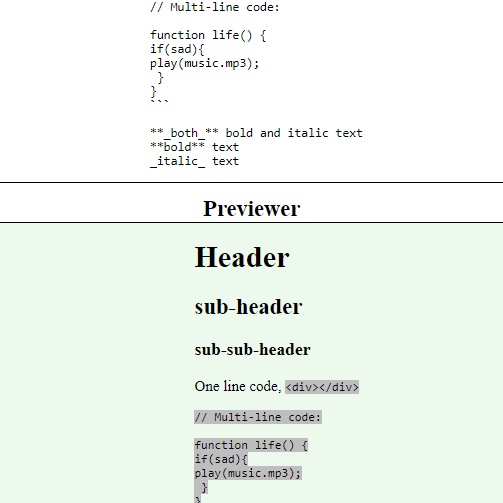 // Multi-line code:
function life() {
if(sad){
play(music.mp3);
 }
}
```
**_both_** bold and italic text
**bold** text
_italic_ text
Previewer
Header
sub-header
sub-sub-header
One line code, <div></div>
// Multi-line code:
function life() {
if(sad){
play(music.mp3);
 }
}